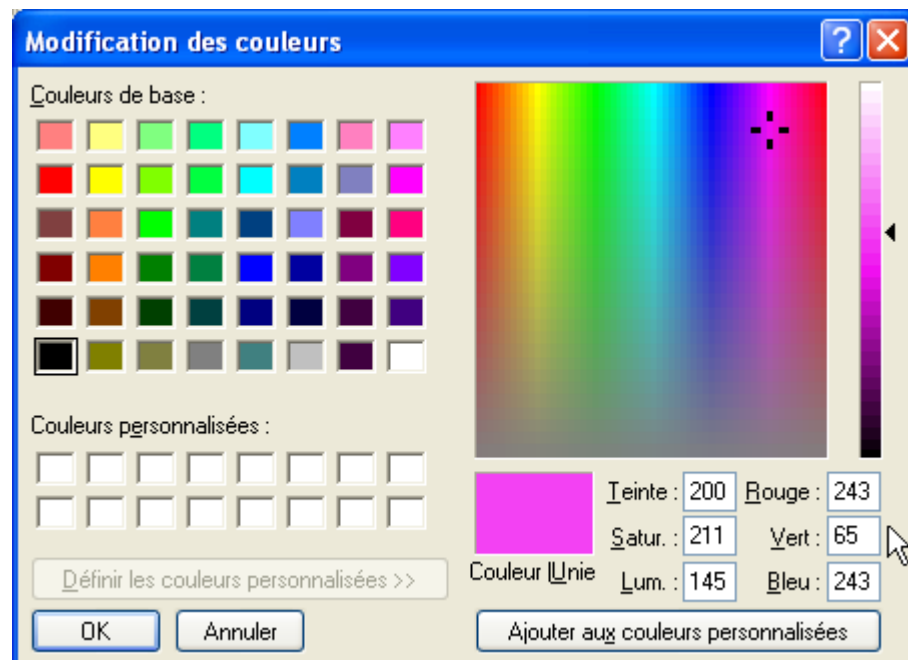 Modification des couleurs
Couleurs de base :
Couleurs personnalisées :
Définir les couleurs personnalisées >>
OK
Annuler
Couleur|Unie
Teinte : 200
Satur. : 211
Lum. : 145
Rouge : 243
Vert : 65
Bleu : 243
Ajouter aux couleurs personnalisées